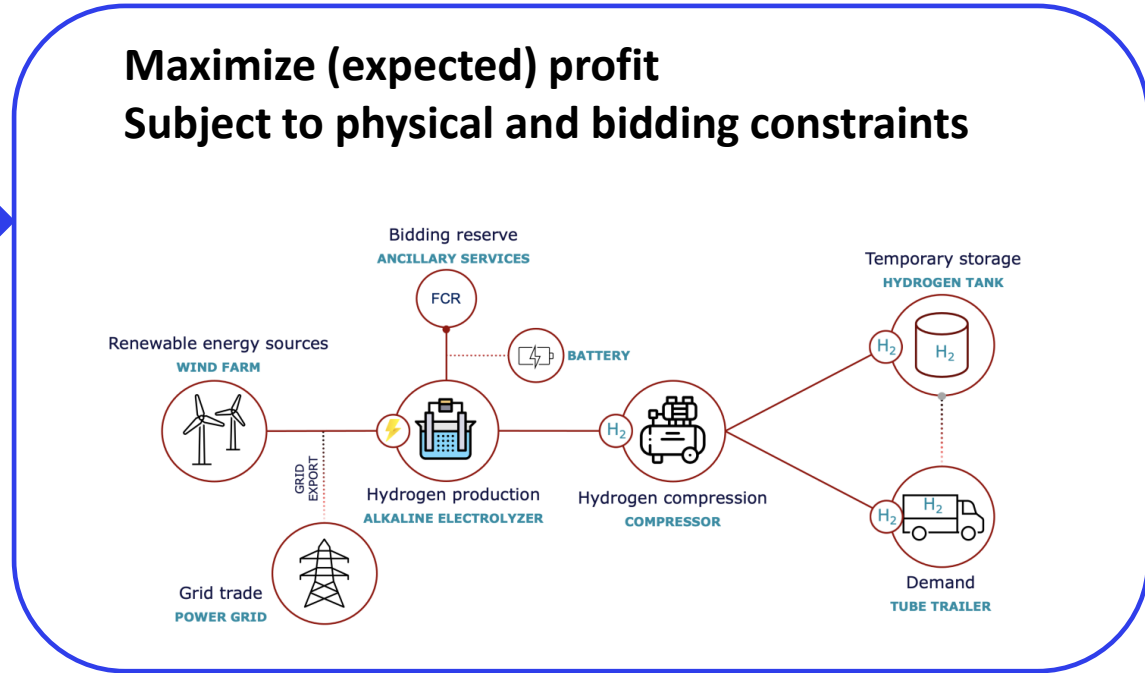 Maximize (expected) profit
Subject to physical and bidding constraints
Bidding reserve
ANCILLARY SERVICES
FCR
Temporary storage
HYDROGEN TANK
Renewable energy sources
WIND FARM
BATTERY
H₂
H₂
GRID
EXPORT
H₂
Hydrogen production
ALKALINE ELECTROLYZER
Hydrogen compression
COMPRESSOR
H₂
H₂
Grid trade
POWER GRID
Demand
TUBE TRAILER